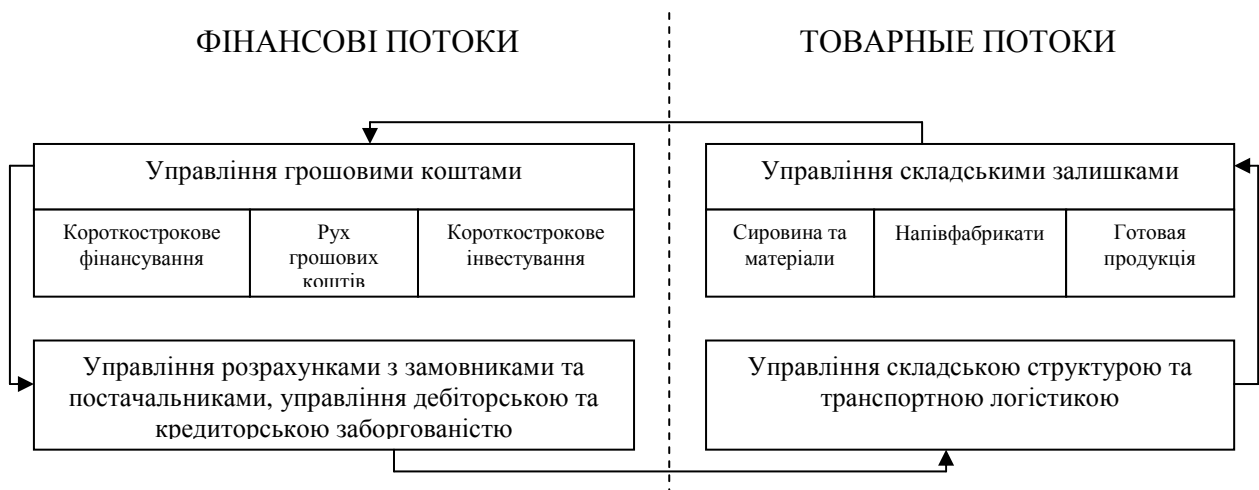 ФІНАНСОВІ ПОТОКИ
ТОВАРНЫЕ ПОТОКИ
Управління грошовими коштами
Короткострокове
фінансування
Рух
грошових
коштів
Короткострокове
інвестування
Управління складськими залишками
Сировина та
матеріали
Напівфабрикати
Готовая
продукція
Управління розрахунками з замовниками та
постачальниками, управління дебіторською та
кредиторською заборгованістю
Управління складською структурою та
транспортною логістикою